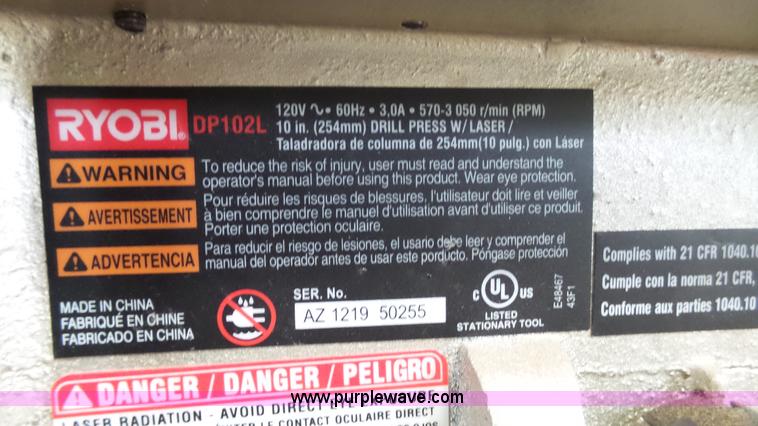 RYOBI DP102L
120V ∿ • 60Hz • 3,0A • 570-3 050 r/min (RPM)
10 in. (254mm) DRILL PRESS W/ LASER /
Taladradora de columna de 254mm(10 pulg.) con Láser
WARNING
To reduce the risk of injury, user must read and understand the
operator's manual before using this product. Wear eye protection.
AVERTISSEMENT
Pour réduire les risques de blessures, l'utilisateur doit lire et veiller
à bien comprendre le manuel d'utilisation avant d'utiliser ce produit.
Porter une protection oculaire.
ADVERTENCIA
Para reducir el riesgo de lesiones, el usario debe leer y comprender el
manual del operador antes de usar este porducto. Póngase protección
MADE IN CHINA
FABRIQUÉ EN CHINE
FABRICADO EN CHINA
SER. No.
AZ 1219 50255
C UL US
LISTED
STATIONARY TOOL
E48467
43F1
Complies with 21 CFR 1040.10
Cumple con la norma 21 CFR,
Conforme aux parties 1040.10
DANGER / DANGER / PELIGRO
LASER RADIATION - AVOID DIRECT EYE
LE CONTACT OCULAIRE DIRECT
www.purplewave.com